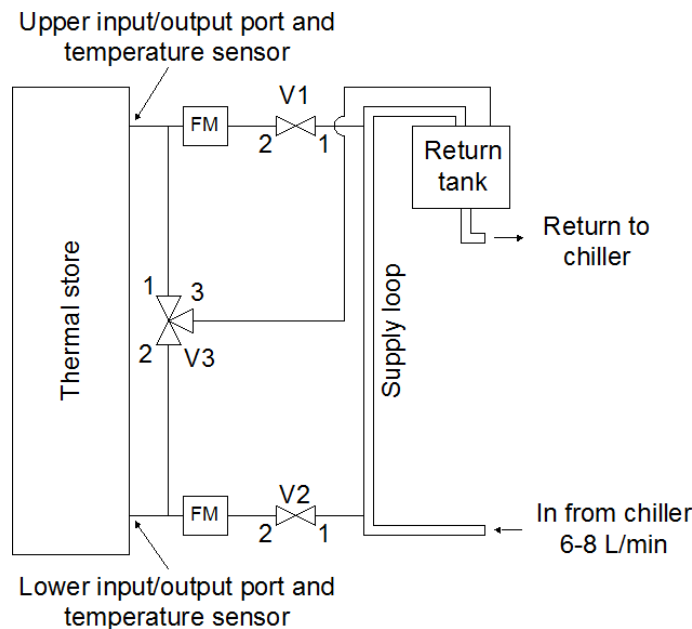 Upper input/output port and
temperature sensor
V1
FM
2
1
Return
tank
Return to
chiller
Thermal store
1
3
2
V3
Supply loop
V2
FM
2
1
In from chiller
6-8 L/min
Lower input/output port and
temperature sensor